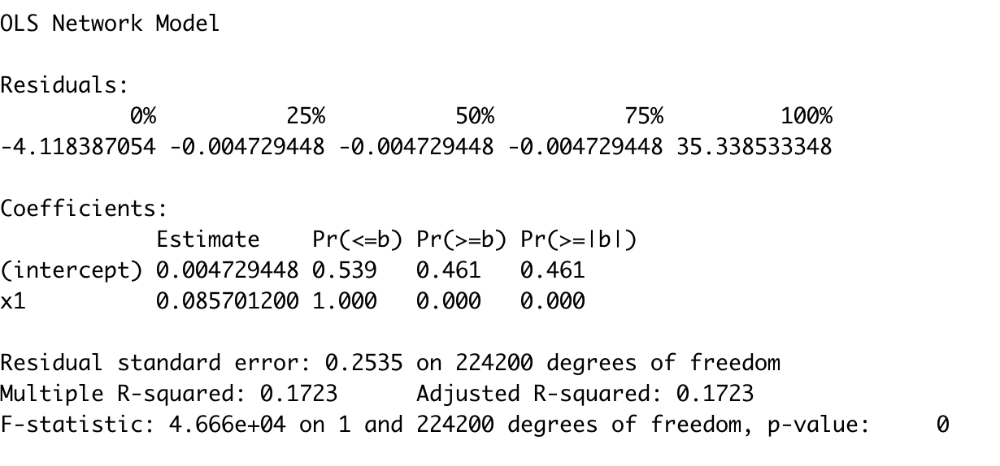 OLS Network Model
Residuals:
0% 25% 50% 75% 100%
-4.118387054 -0.004729448 -0.004729448 -0.004729448 35.338533348
Coefficients:
Estimate Pr(<=b) Pr(>=b) Pr(>=|b|)
(intercept) 0.004729448 0.539 0.461 0.461
x1 0.085701200 1.000 0.000 0.000
Residual standard error: 0.2535 on 224200 degrees of freedom
Multiple R-squared: 0.1723 Adjusted R-squared: 0.1723
F-statistic: 4.666e+04 on 1 and 224200 degrees of freedom, p-value: 0